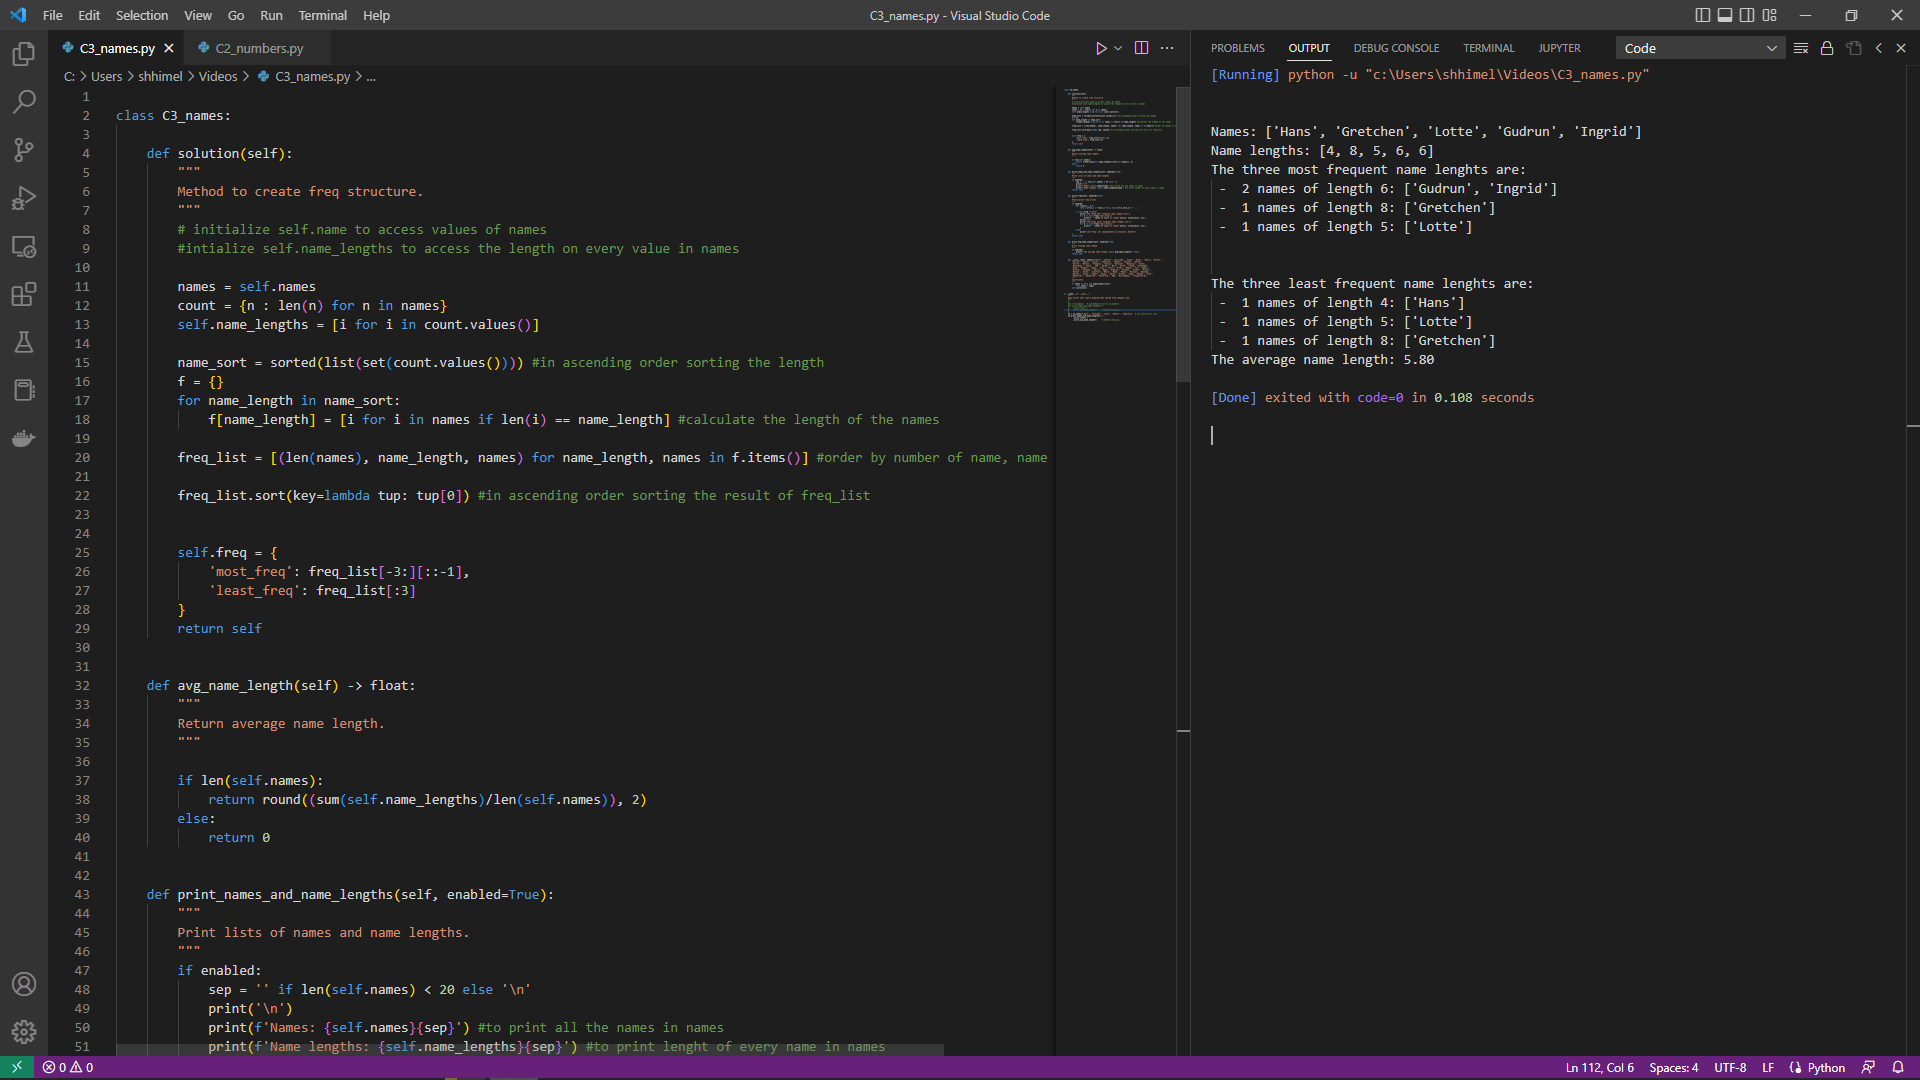 File Edit Selection View Go Run Terminal Help
C3_names.py - Visual Studio Code
C3_names.py
C2_numbers.py
C: > Users > shhimel > Videos > C3_names.py > ...
1
2 class C3_names:
3
4 def solution(self):
5 """
6 Method to create freq structure.
7 """
8 # initialize self.name to access values of names
9 #intialize self.name_lengths to access the length on every value in names
10
11 names = self.names
12 count = {n : len(n) for n in names}
13 self.name_lengths = [i for i in count.values()]
14
15 name_sort = sorted(list(set(count.values()))) #in ascending order sorting the length
16 f = {}
17 for name_length in name_sort:
18 f[name_length] = [i for i in names if len(i) == name_length] #calculate the length of the names
19
20 freq_list = [(len(names), name_length, names) for name_length, names in f.items()] #order by number of name, name
21
22 freq_list.sort(key=lambda tup: tup[0]) #in ascending order sorting the result of freq_list
23
24
25 self.freq = {
26 'most_freq': freq_list[-3:][::-1],
27 'least_freq': freq_list[:3]
28 }
29 return self
30
31
32 def avg_name_length(self) -> float:
33 """
34 Return average name length.
35 """
36
37 if len(self.names):
38 return round((sum(self.name_lengths)/len(self.names)), 2)
39 else:
40 return 0
41
42
43 def print_names_and_name_lengths(self, enabled=True):
44 """
45 Print lists of names and name lengths.
46 """
47 if enabled:
48 sep = '' if len(self.names) < 20 else '\n'
49 print('\n')
50 print(f'Names: {self.names}{sep}') #to print all the names in names
51 print(f'Name lengths: {self.name_lengths}{sep}') #to print lenght of every name in names
PROBLEMS OUTPUT DEBUG CONSOLE TERMINAL JUPYTER
Code
[Running] python -u "c:\Users\shhimel\Videos\C3_names.py"
Names: ['Hans', 'Gretchen', 'Lotte', 'Gudrun', 'Ingrid']
Name lengths: [4, 8, 5, 6, 6]
The three most frequent name lenghts are:
- 2 names of length 6: ['Gudrun', 'Ingrid']
- 1 names of length 8: ['Gretchen']
- 1 names of length 5: ['Lotte']
The three least frequent name lenghts are:
- 1 names of length 4: ['Hans']
- 1 names of length 5: ['Lotte']
- 1 names of length 8: ['Gretchen']
The average name length: 5.80
[Done] exited with code=0 in 0.108 seconds
0 0
Ln 112, Col 6 Spaces: 4 UTF-8 LF Python